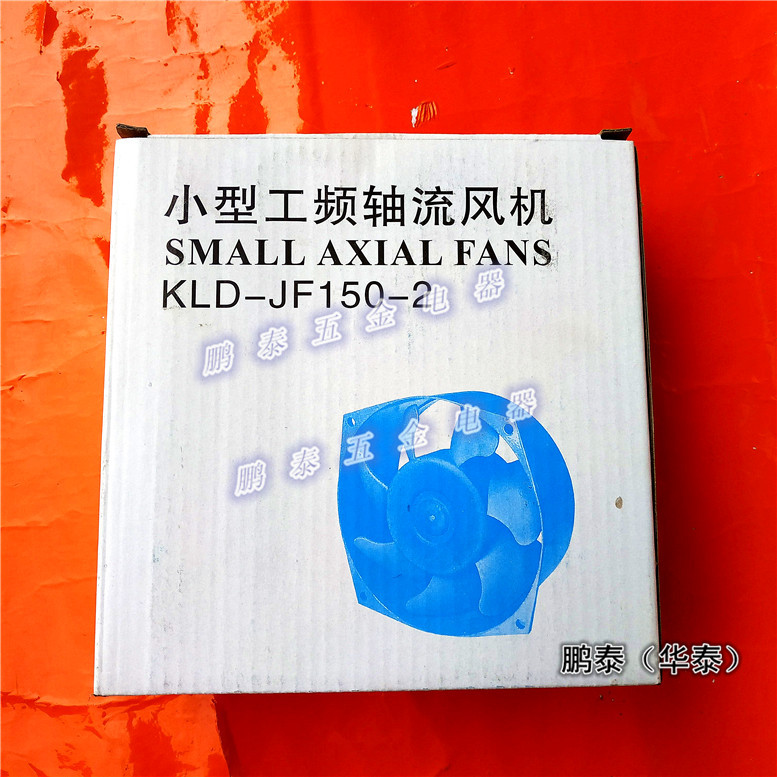 小型工频轴流风机
SMALL AXIAL FANS
KLD-JF150-2
鹏泰五金电器
鹏泰五金电器
鹏泰（华泰）